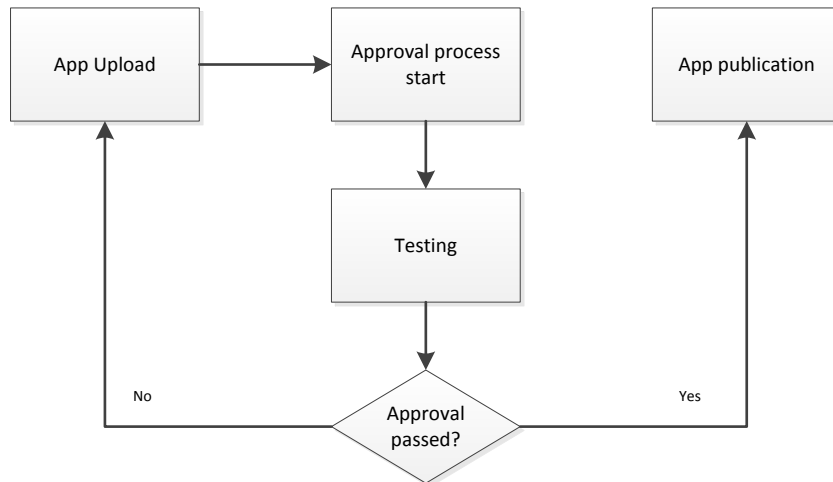 App Upload
Approval process
start
App publication
Testing
No
Yes
Approval
passed?